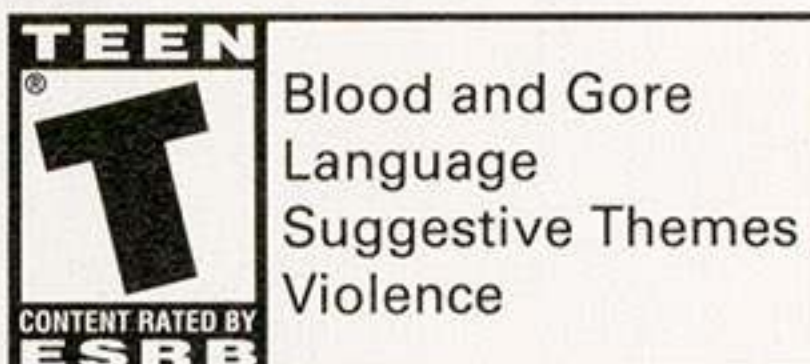 TEEN
®
T
CONTENT RATED BY
ESRB
Blood and Gore
Language
Suggestive Themes
Violence